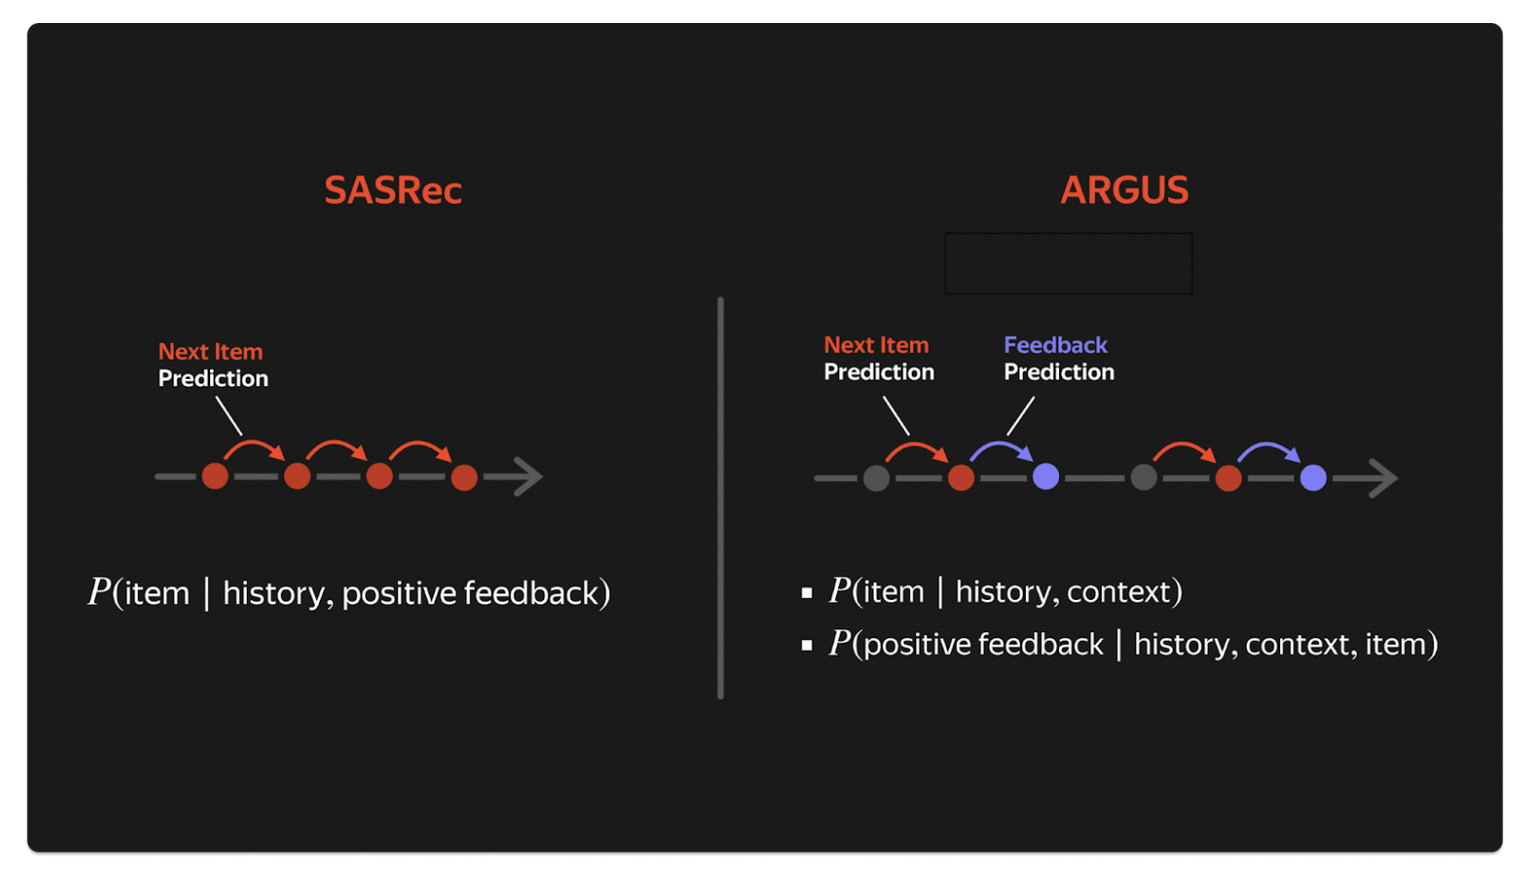 SASRec
Next Item
Prediction
P(item | history, positive feedback)
ARGUS
Next Item
Prediction
Feedback
Prediction
▪ P(item | history, context)
▪ P(positive feedback | history, context, item)